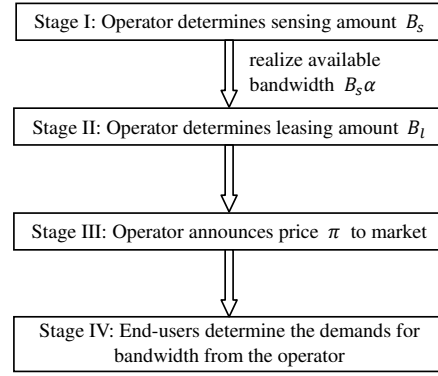 Stage I: Operator determines sensing amount B_s
realize available
bandwidth B_sα
Stage II: Operator determines leasing amount B_l
Stage III: Operator announces price π to market
Stage IV: End-users determine the demands for
bandwidth from the operator